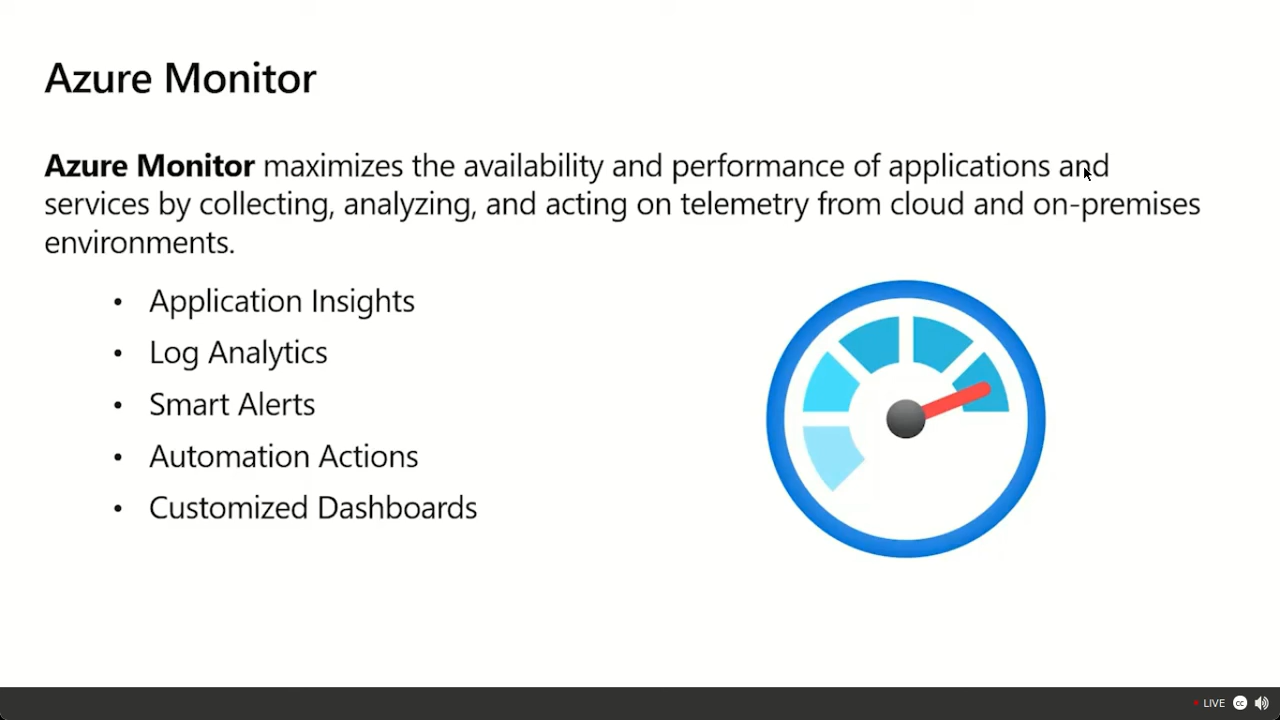 Azure Monitor
Azure Monitor maximizes the availability and performance of applications and
services by collecting, analyzing, and acting on telemetry from cloud and on-premises
environments.
• Application Insights
• Log Analytics
• Smart Alerts
• Automation Actions
• Customized Dashboards
LIVE CC